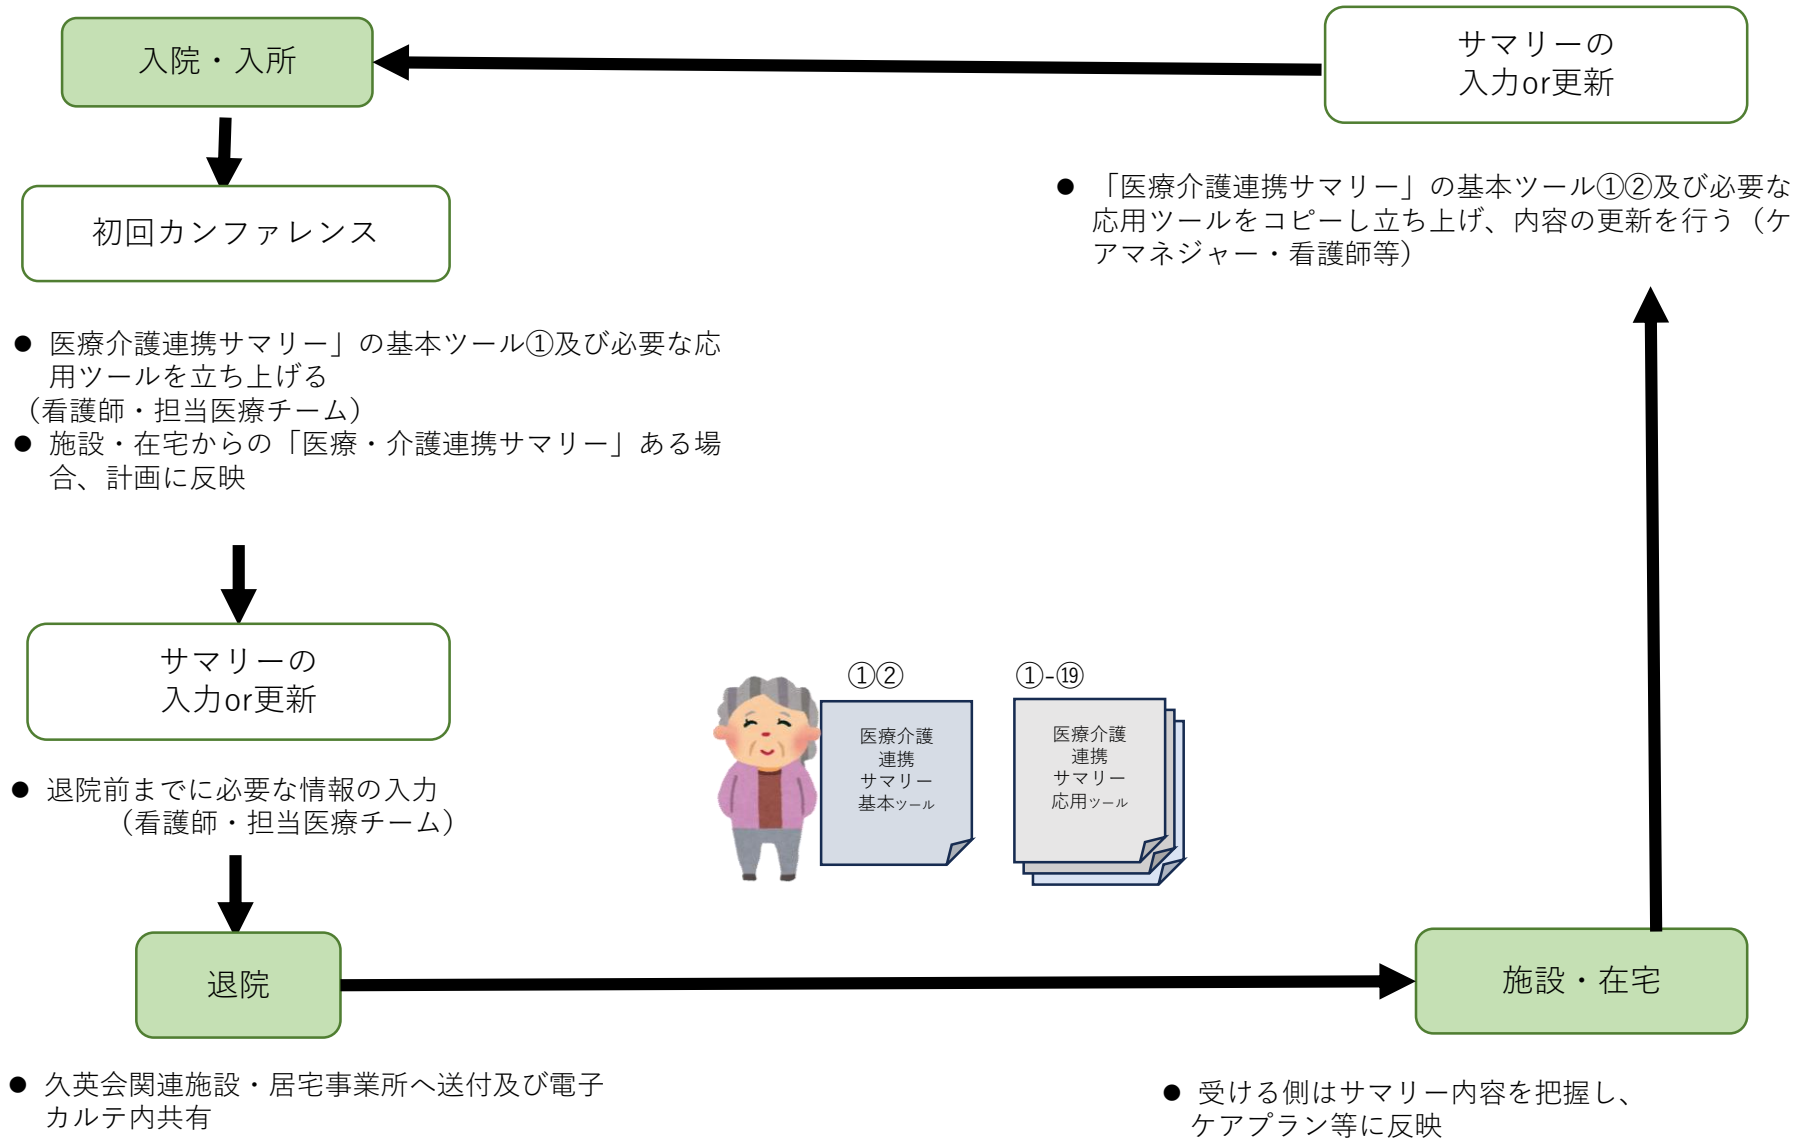 入院・入所
サマリーの
入力or更新
初回カンファレンス
● 「医療介護連携サマリー」の基本ツール①②及び必要な
応用ツールをコピーし立ち上げ、内容の更新を行う（ケ
アマネジャー・看護師等）
● 医療介護連携サマリー」の基本ツール①及び必要な応
用ツールを立ち上げる
（看護師・担当医療チーム）
● 施設・在宅からの「医療・介護連携サマリー」ある場
合、計画に反映
サマリーの
入力or更新
● 退院前までに必要な情報の入力
（看護師・担当医療チーム）
①②
医療介護
連携
サマリー
基本ツール
①-⑲
医療介護
連携
サマリー
応用ツール
退院
施設・在宅
● 久英会関連施設・居宅事業所へ送付及び電子
カルテ内共有
● 受ける側はサマリー内容を把握し、
ケアプラン等に反映